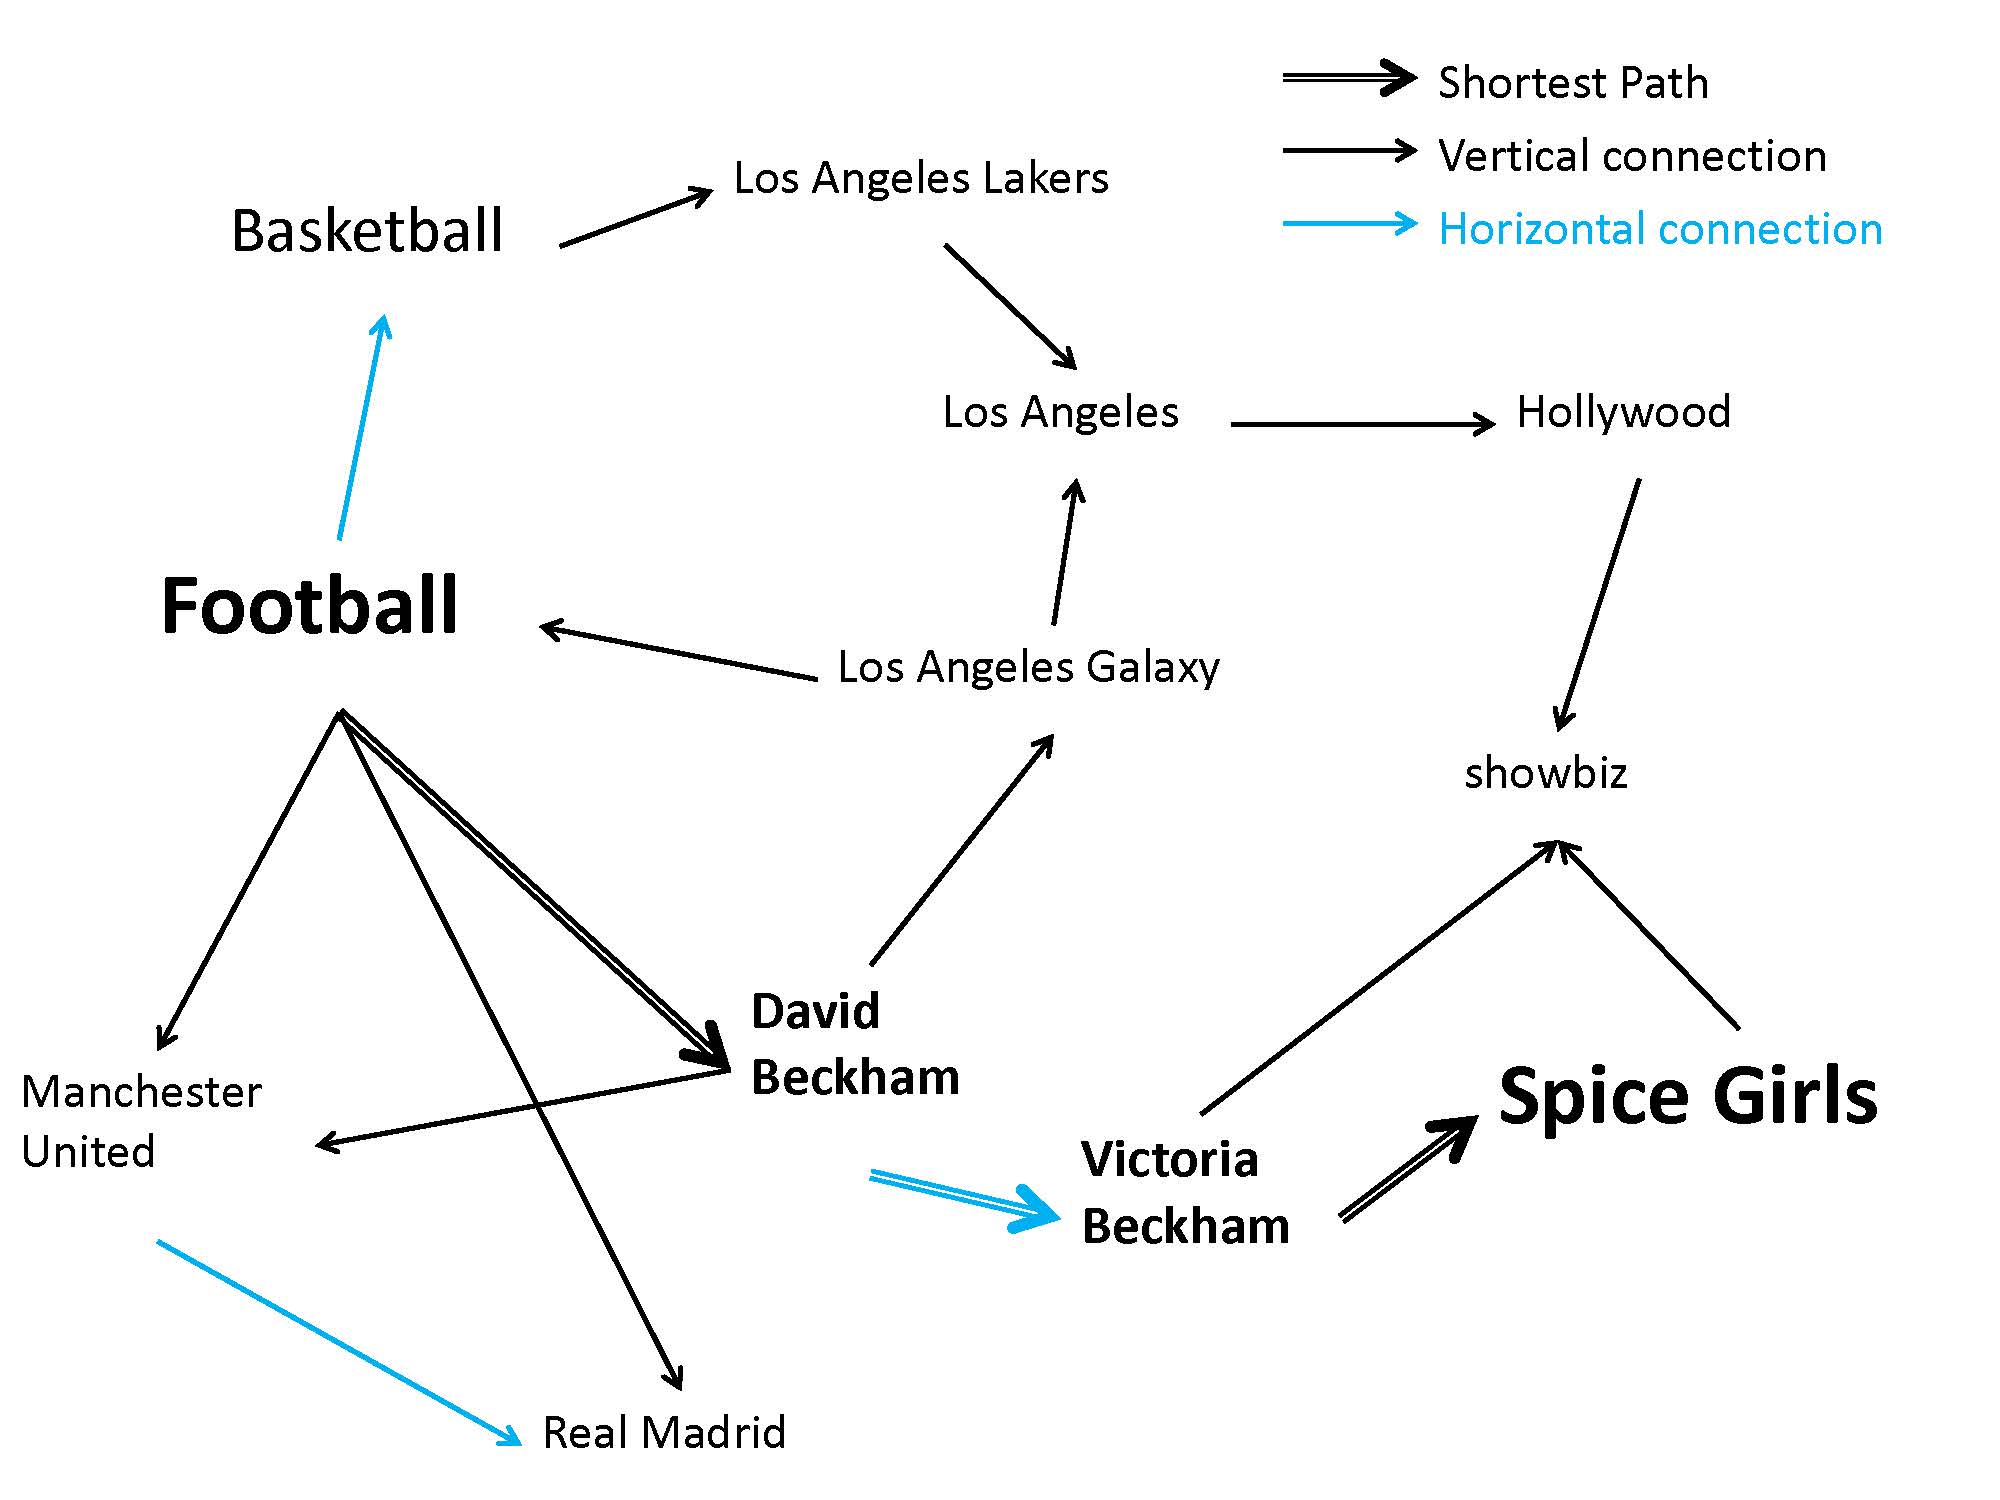 Shortest Path
Vertical connection
Horizontal connection
Los Angeles Lakers
Basketball
Los Angeles
Hollywood
Football
Los Angeles Galaxy
showbiz
David
Beckham
Manchester
United
Victoria
Beckham
Spice Girls
Real Madrid